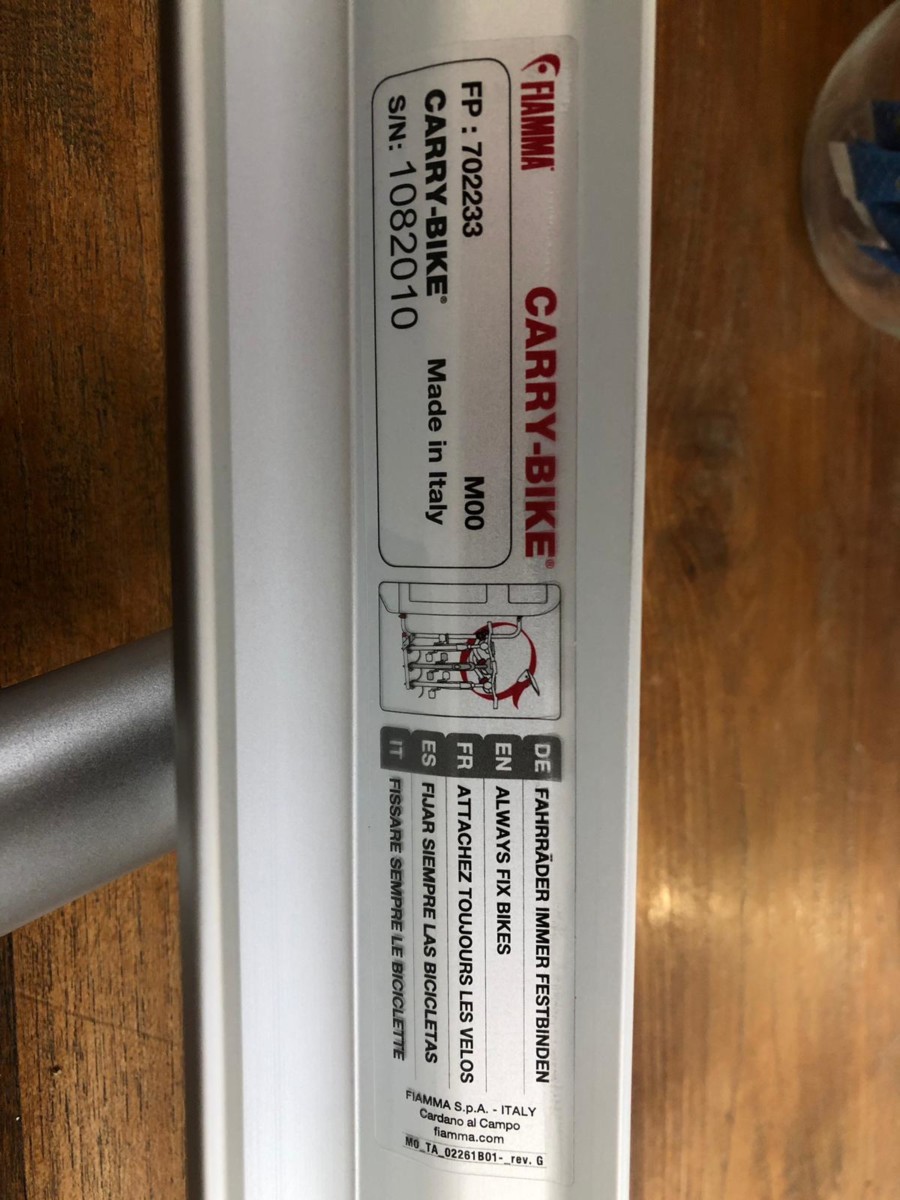 FIAMMA
CARRY-BIKE®
FP : 702233 M00
CARRY-BIKE® Made in Italy
S/N: 1082010
DE FAHRRÄDER IMMER FESTBINDEN
EN ALWAYS FIX BIKES
FR ATTACHEZ TOUJOURS LES VELOS
ES FIJAR SIEMPRE LAS BICICLETAS
IT FISSARE SEMPRE LE BICICLETTE
FIAMMA S.p.A. - ITALY
Cardano al Campo
fiamma.com
M0_TA_02261B01-_rev. G